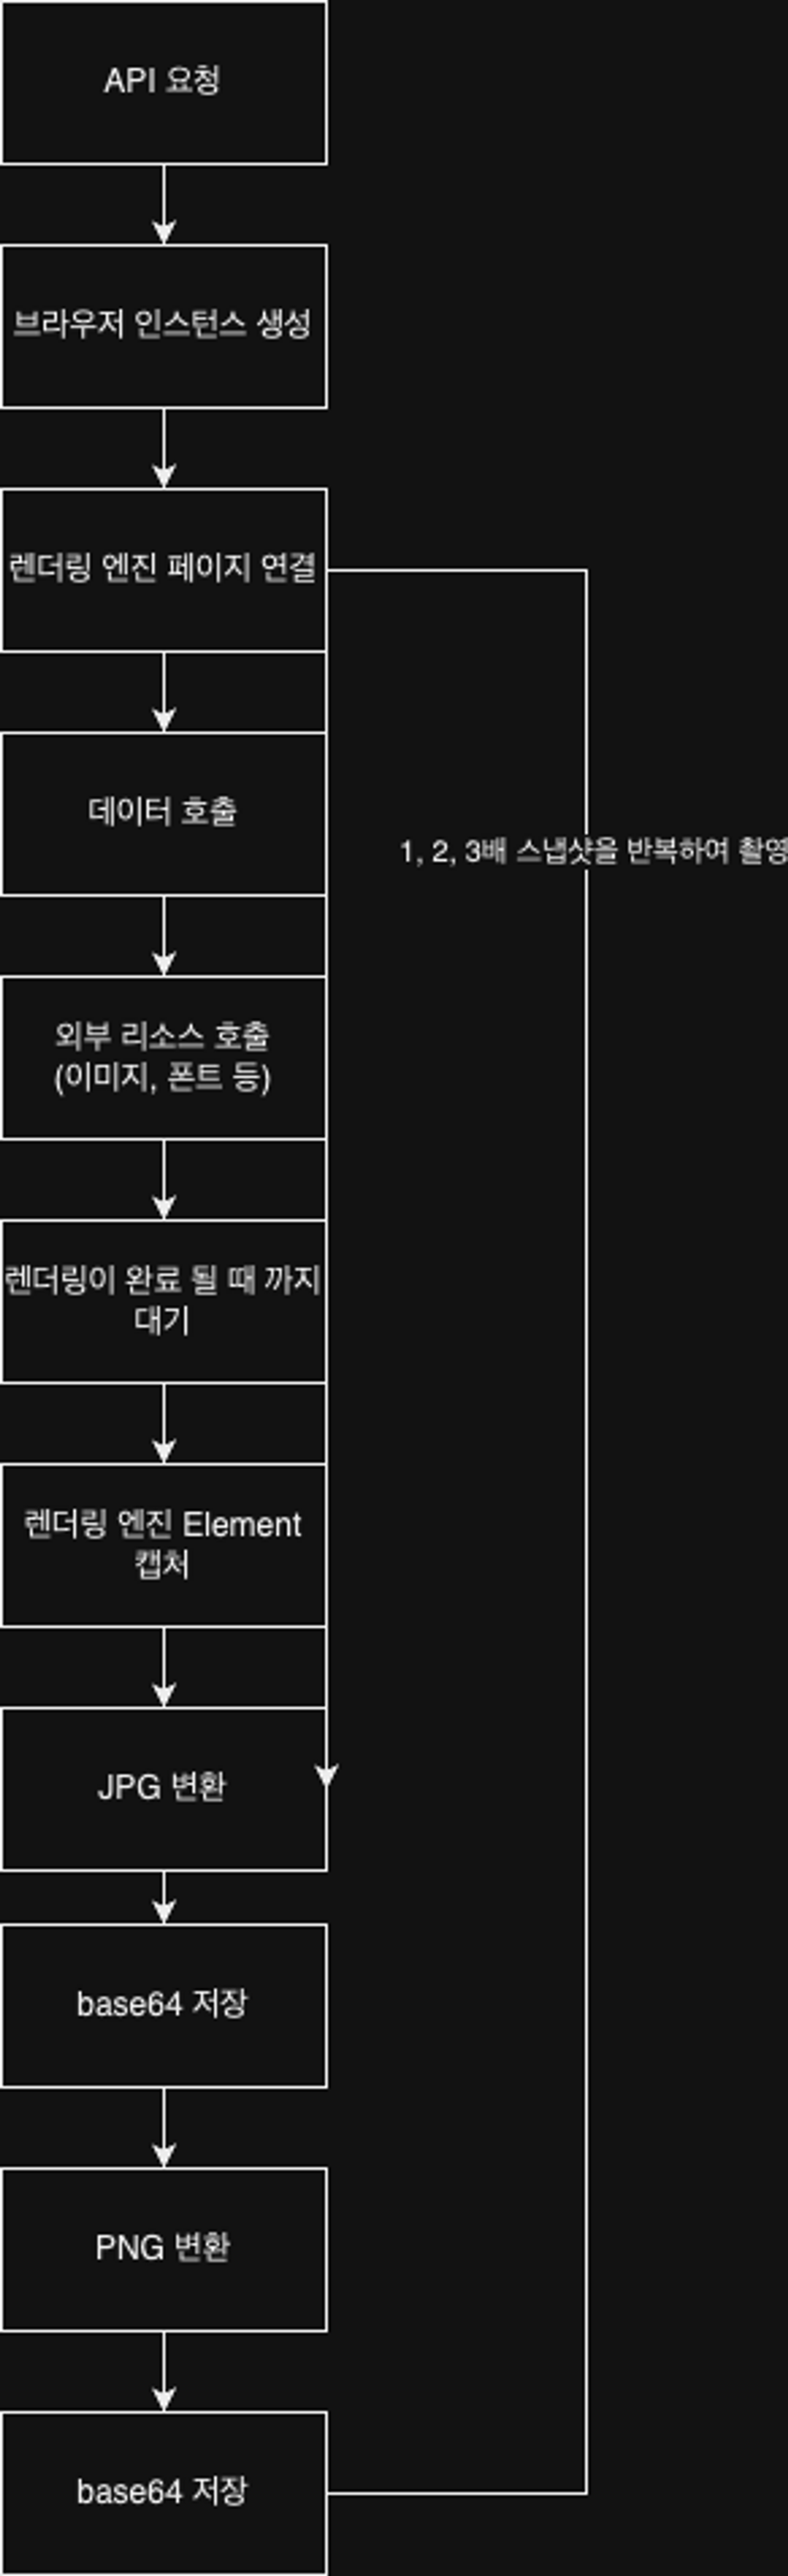 API 요청
브라우저 인스턴스 생성
렌더링 엔진 페이지 연결
데이터 호출
1, 2, 3배 스냅샷을 반복하여 촬영
외부 리소스 호출
(이미지, 폰트 등)
렌더링이 완료 될 때 까지
대기
렌더링 엔진 Element
캡처
JPG 변환
base64 저장
PNG 변환
base64 저장